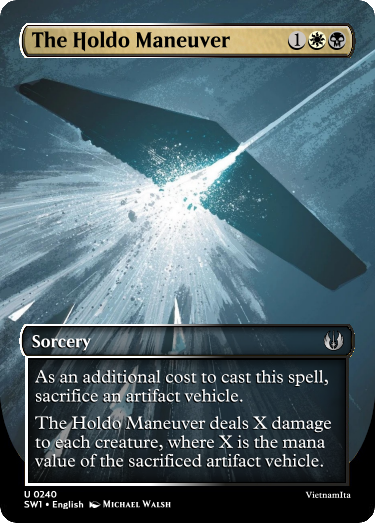 The Holdo Maneuver 1
Sorcery
As an additional cost to cast this spell,
sacrifice an artifact vehicle.
The Holdo Maneuver deals X damage
to each creature, where X is the mana
value of the sacrificed artifact vehicle.
U 0240
SW1 • English Michael Walsh
VietnamIta